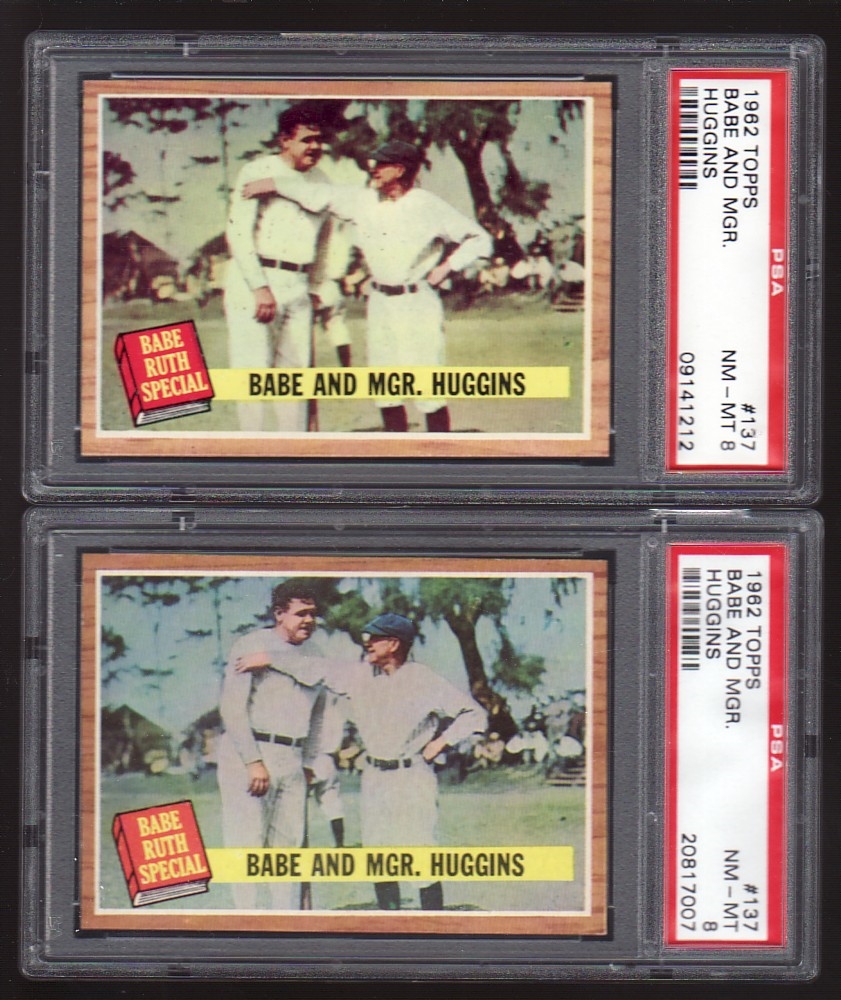 BABE
RUTH
SPECIAL
BABE AND MGR. HUGGINS
PSA
1962 TOPPS #137
BABE AND MGR. NM-MT 8
HUGGINS
09141212
BABE
RUTH
SPECIAL
BABE AND MGR. HUGGINS
PSA
1962 TOPPS #137
BABE AND MGR. NM-MT
HUGGINS 8
20817007